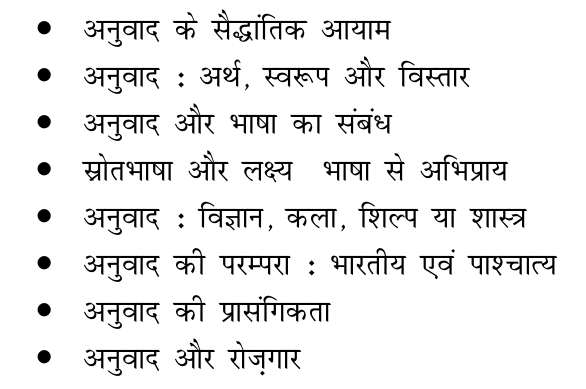 • अनुवाद के सैद्धांतिक आयाम
• अनुवाद : अर्थ, स्वरूप और विस्तार
• अनुवाद और भाषा का संबंध
• स्रोतभाषा और लक्ष्य भाषा से अभिप्राय
• अनुवाद : विज्ञान, कला, शिल्प या शास्त्र
• अनुवाद की परम्परा : भारतीय एवं पाश्चात्य
• अनुवाद की प्रासंगिकता
• अनुवाद और रोज़गार